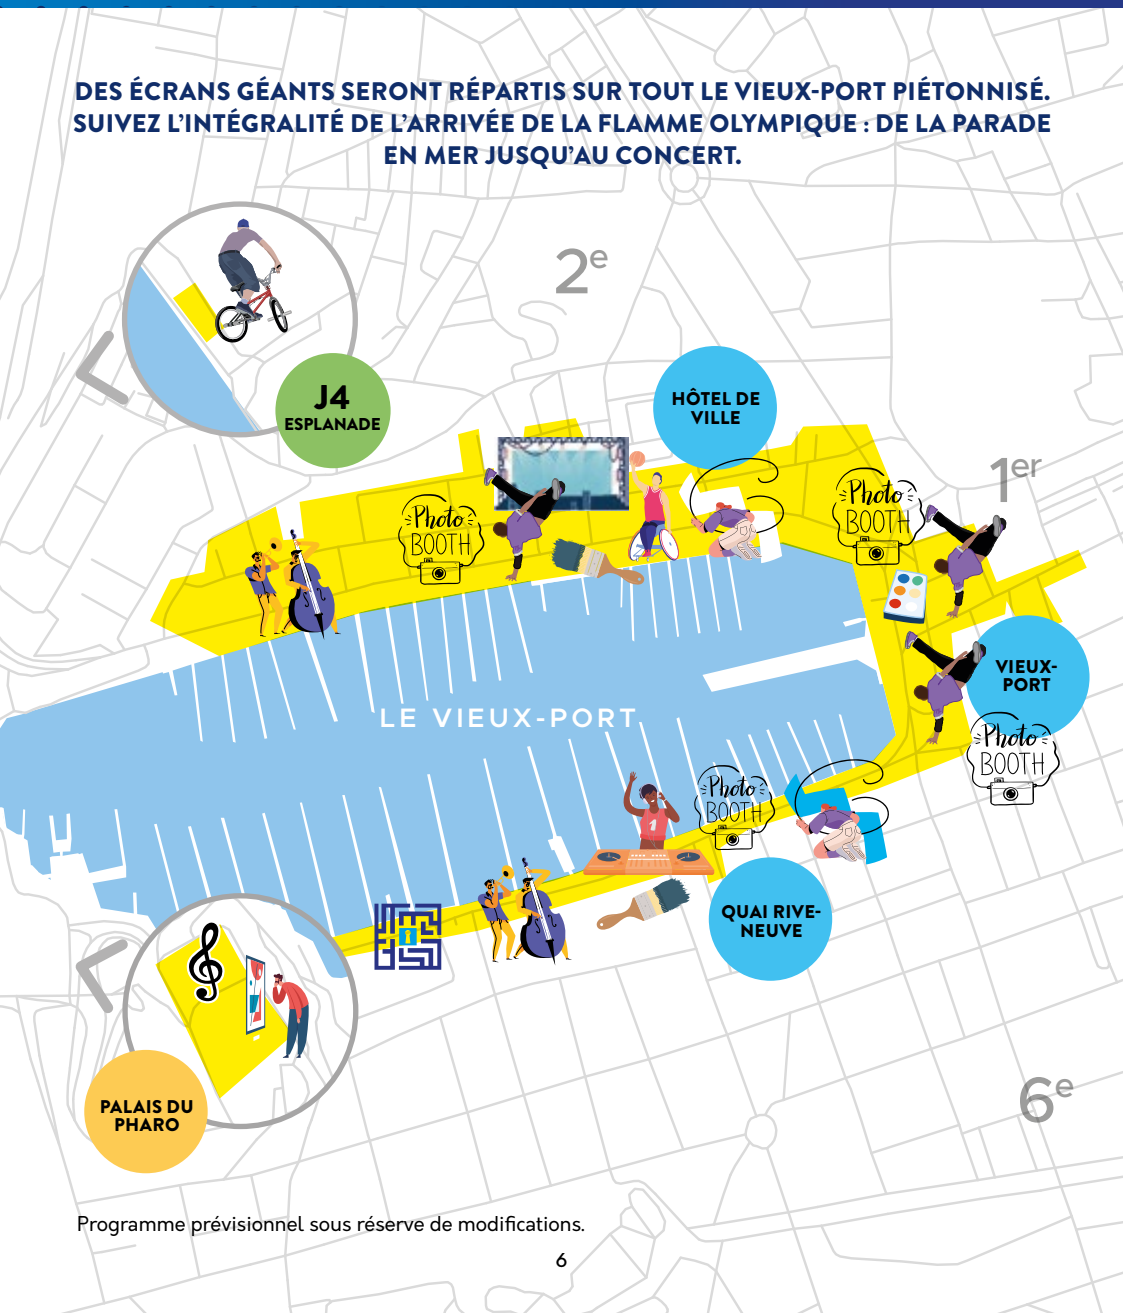 DES ÉCRANS GÉANTS SERONT RÉPARTIS SUR TOUT LE VIEUX-PORT PIÉTONNISÉ.
SUIVEZ L'INTÉGRALITÉ DE L'ARRIVÉE DE LA FLAMME OLYMPIQUE : DE LA PARADE
EN MER JUSQU'AU CONCERT.
2e
J4
ESPLANADE
HÔTEL DE
VILLE
1er
Photo
BOOTH
Photo
BOOTH
VIEUX-
PORT
LE VIEUX-PORT
Photo
BOOTH
Photo
BOOTH
1
QUAI RIVE-
NEUVE
i
PALAIS DU
PHARO
6e
Programme prévisionnel sous réserve de modifications.
6